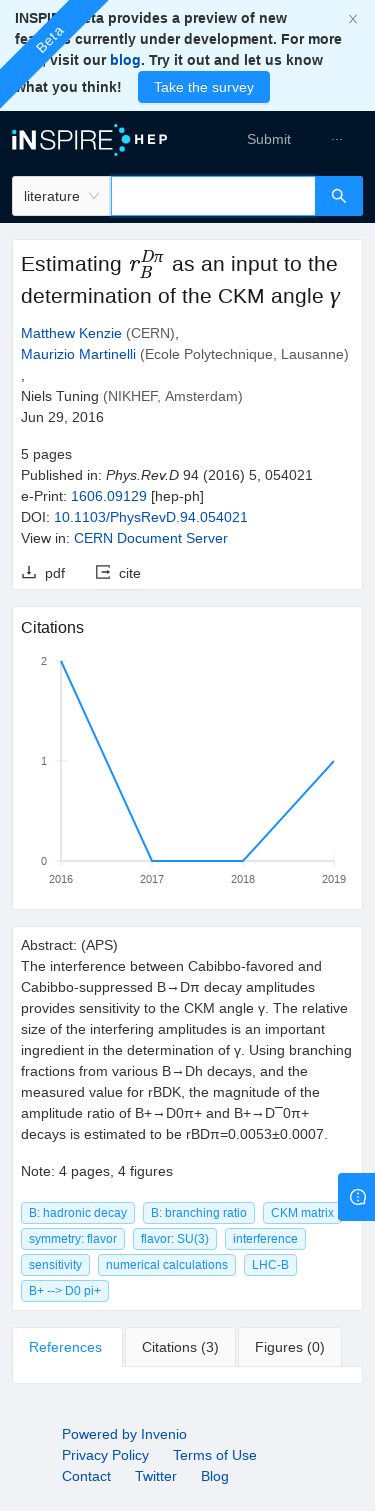 INSPIRE Beta provides a preview of new
features currently under development. For more
visit our blog. Try it out and let us know
what you think! Take the survey
Beta
iNSPIRE HEP Submit ···
literature
Estimating r_B^{Dπ} as an input to the
determination of the CKM angle γ
Matthew Kenzie (CERN),
Maurizio Martinelli (Ecole Polytechnique, Lausanne)
,
Niels Tuning (NIKHEF, Amsterdam)
Jun 29, 2016
5 pages
Published in: Phys.Rev.D 94 (2016) 5, 054021
e-Print: 1606.09129 [hep-ph]
DOI: 10.1103/PhysRevD.94.054021
View in: CERN Document Server
pdf cite
Citations
2
1
0
2016 2017 2018 2019
Abstract: (APS)
The interference between Cabibbo-favored and
Cabibbo-suppressed B→Dπ decay amplitudes
provides sensitivity to the CKM angle γ. The relative
size of the interfering amplitudes is an important
ingredient in the determination of γ. Using branching
fractions from various B→Dh decays, and the
measured value for rBDK, the magnitude of the
amplitude ratio of B+→D0π+ and B+→D¯0π+
decays is estimated to be rBDπ=0.0053±0.0007.
Note: 4 pages, 4 figures
B: hadronic decay B: branching ratio CKM matrix
symmetry: flavor flavor: SU(3) interference
sensitivity numerical calculations LHC-B
B+ --> D0 pi+
References Citations (3) Figures (0)
Powered by Invenio
Privacy Policy Terms of Use
Contact Twitter Blog